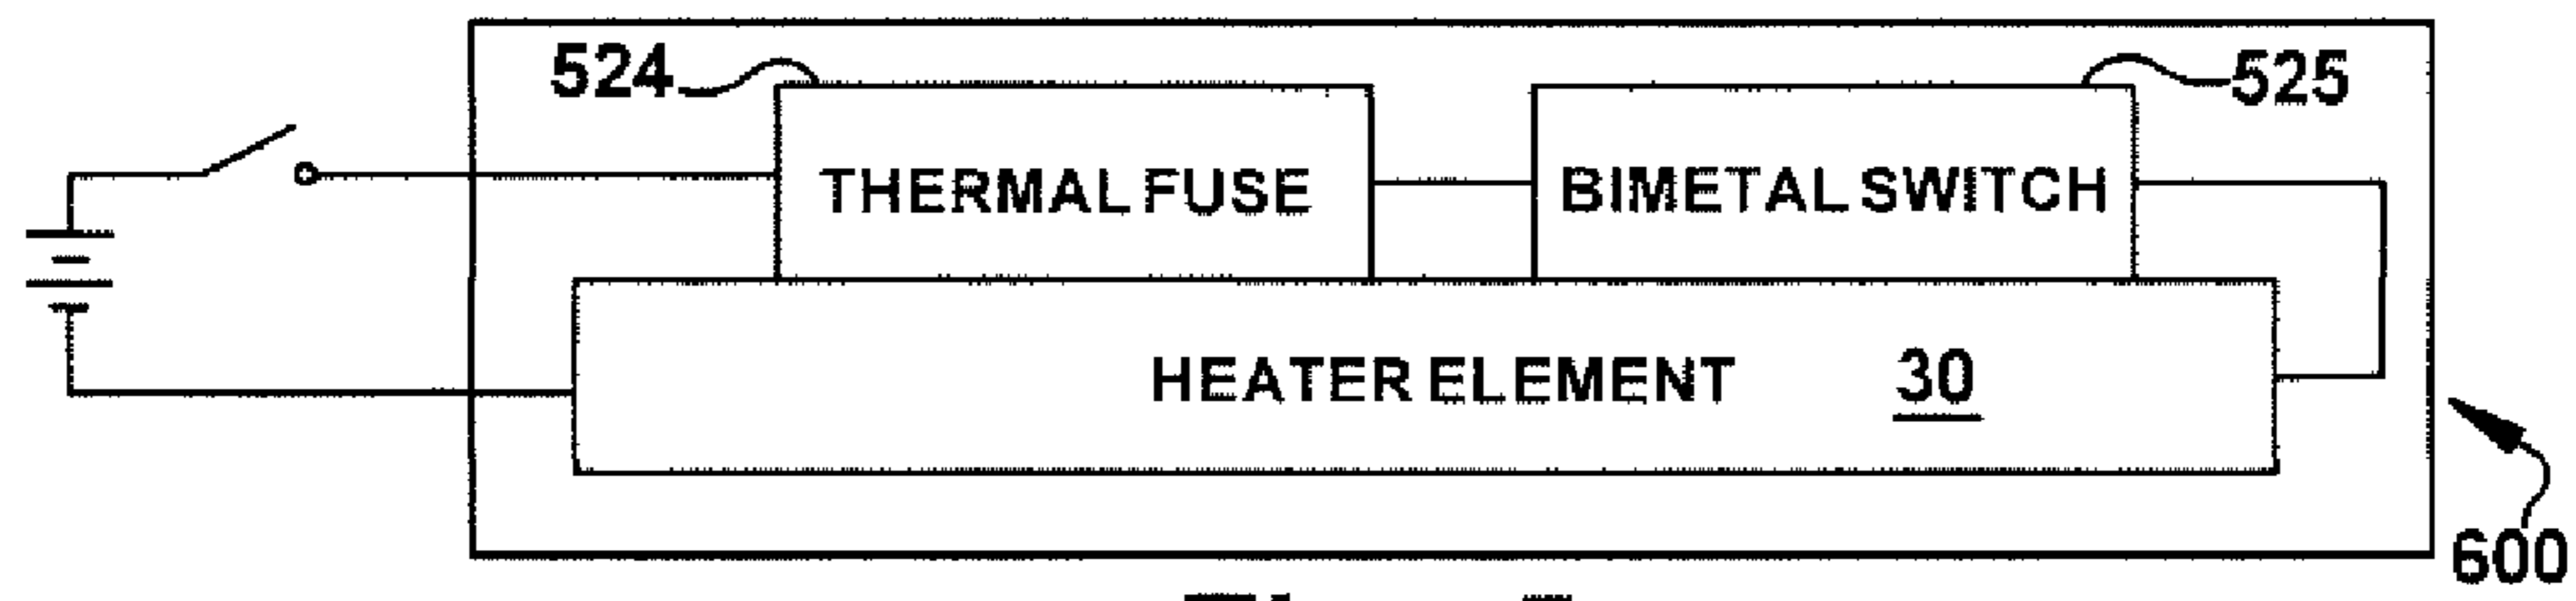 524
525
THERMAL FUSE
BIMETAL SWITCH
HEATER ELEMENT 30
600